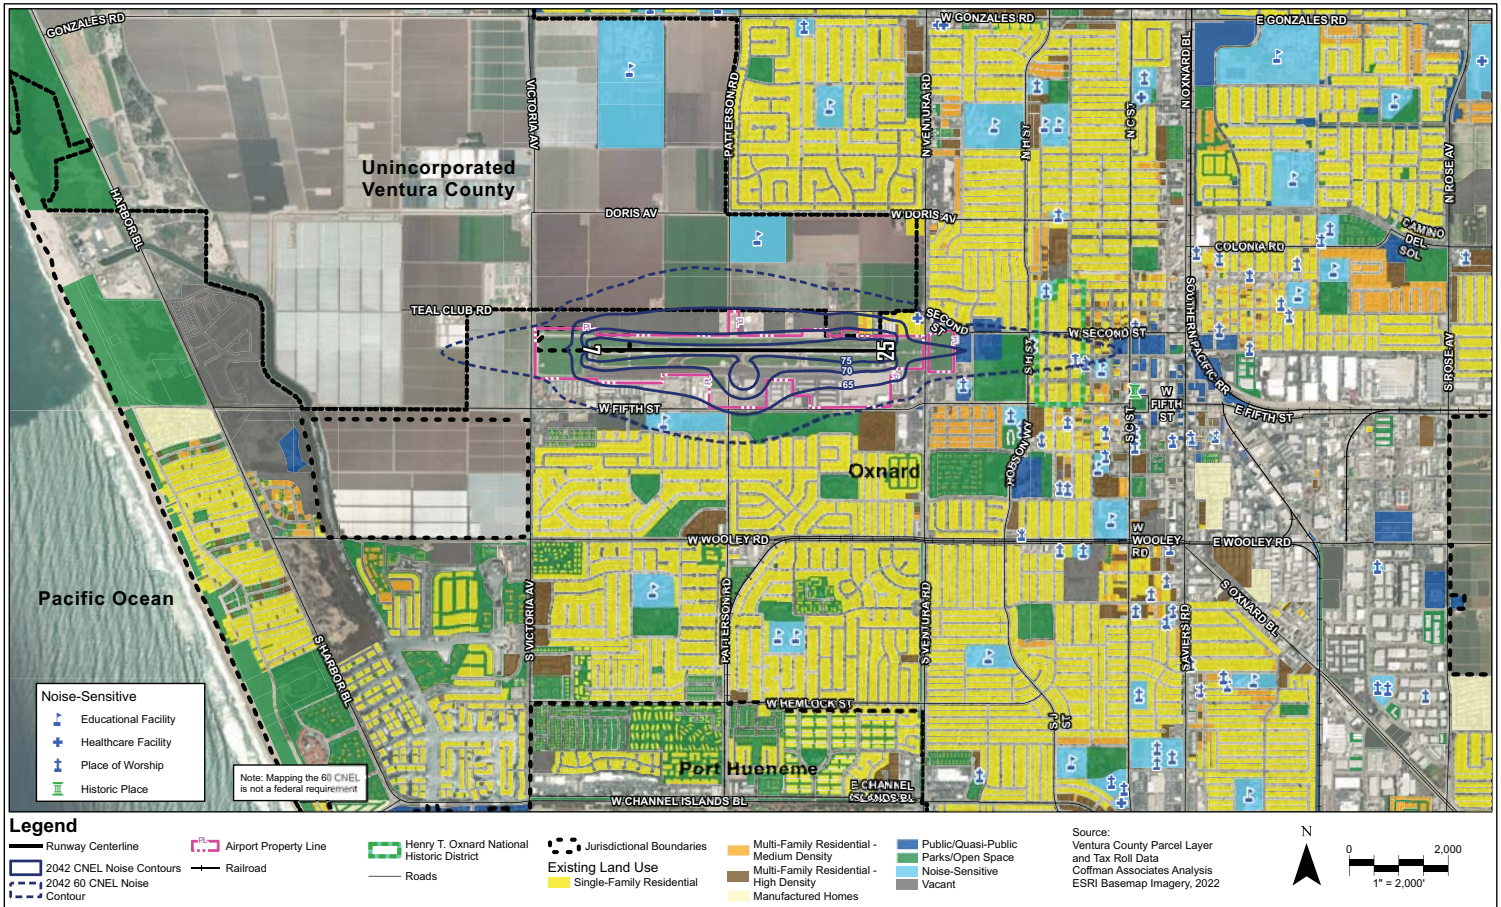 GONZALES RD
W GONZALES RD
E GONZALES RD
VICTORIA AV
PATTERSON RD
N VENTURA RD
N H ST
N C ST
N OXNARD BL
N ROSE AV
Unincorporated
Ventura County
HARBOR BL
DORIS AV
W DORIS AV
COLONIA RD
CAMINO
DEL
SOL
TEAL CLUB RD
SECOND
ST
W SECOND ST
SOUTHERN PACIFIC RR
S H ST
S ROSE AV
PL
PL
PL
7
25
75
70
65
W FIFTH ST
W
FIFTH
ST
E FIFTH ST
S C ST
HOBSON WY
Oxnard
W WOOLEY RD
W
WOOLEY
RD
E WOOLEY RD
Pacific Ocean
S VICTORIA AV
PATTERSON RD
S VENTURA RD
SAVIERS RD
S OXNARD BL
S HARBOR BL
W HEMLOCK ST
S J
ST
Port Hueneme
E CHANNEL
ISLANDS BL
W CHANNEL ISLANDS BL
Noise-Sensitive
Educational Facility
Healthcare Facility
Place of Worship
Historic Place
Note: Mapping the 60 CNEL
is not a federal requirement
Legend
Runway Centerline
2042 CNEL Noise Contours
2042 60 CNEL Noise
Contour
PL
Airport Property Line
Railroad
Henry T. Oxnard National
Historic District
Roads
Jurisdictional Boundaries
Existing Land Use
Single-Family Residential
Multi-Family Residential -
Medium Density
Multi-Family Residential -
High Density
Manufactured Homes
Public/Quasi-Public
Parks/Open Space
Noise-Sensitive
Vacant
Source:
Ventura County Parcel Layer
and Tax Roll Data
Coffman Associates Analysis
ESRI Basemap Imagery, 2022
N
0
2,000
1" = 2,000'